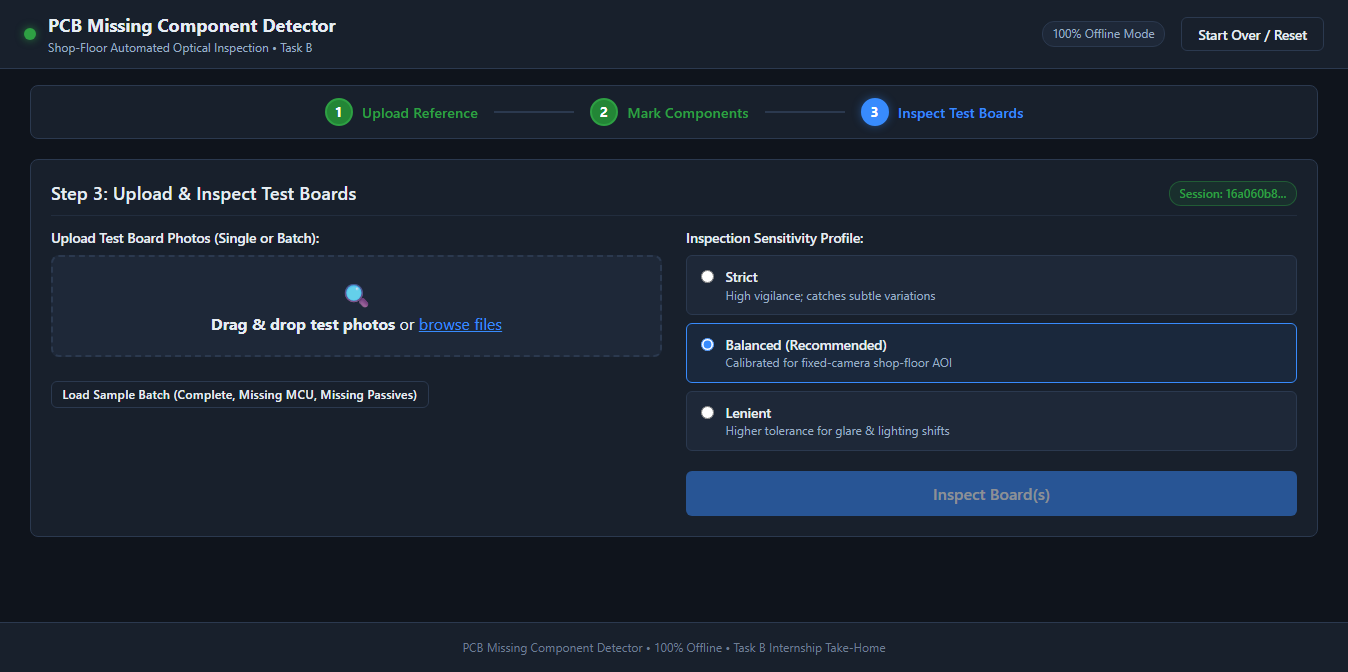 PCB Missing Component Detector
Shop-Floor Automated Optical Inspection • Task B
100% Offline Mode
Start Over / Reset
1 Upload Reference
2 Mark Components
3 Inspect Test Boards
Step 3: Upload & Inspect Test Boards
Session: 16a060b8...
Upload Test Board Photos (Single or Batch):
Drag & drop test photos or browse files
Load Sample Batch (Complete, Missing MCU, Missing Passives)
Inspection Sensitivity Profile:
Strict
High vigilance; catches subtle variations
Balanced (Recommended)
Calibrated for fixed-camera shop-floor AOI
Lenient
Higher tolerance for glare & lighting shifts
Inspect Board(s)
PCB Missing Component Detector • 100% Offline • Task B Internship Take-Home